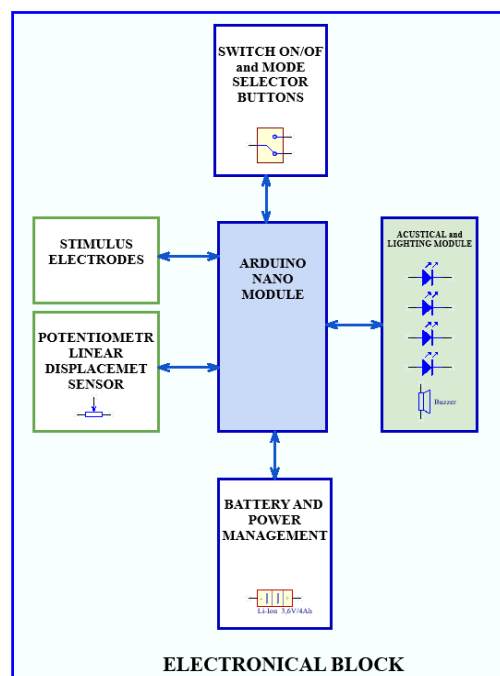 SWITCH ON/OF
and MODE
SELECTOR
BUTTONS
STIMULUS
ELECTRODES
ARDUINO
NANO
MODULE
ACUSTICAL and
LIGHTING MODULE
Buzzer
POTENTIOMETR
LINEAR
DISPLACEMET
SENSOR
BATTERY AND
POWER
MANAGEMENT
Li-Ion 3,6V/4Ah
ELECTRONICAL BLOCK